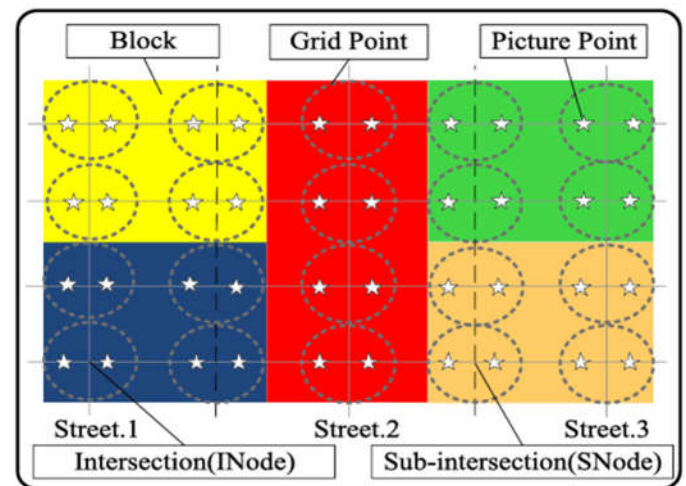 Block
Grid Point
Picture Point
Street.1
Street.2
Street.3
Intersection(INode)
Sub-intersection(SNode)